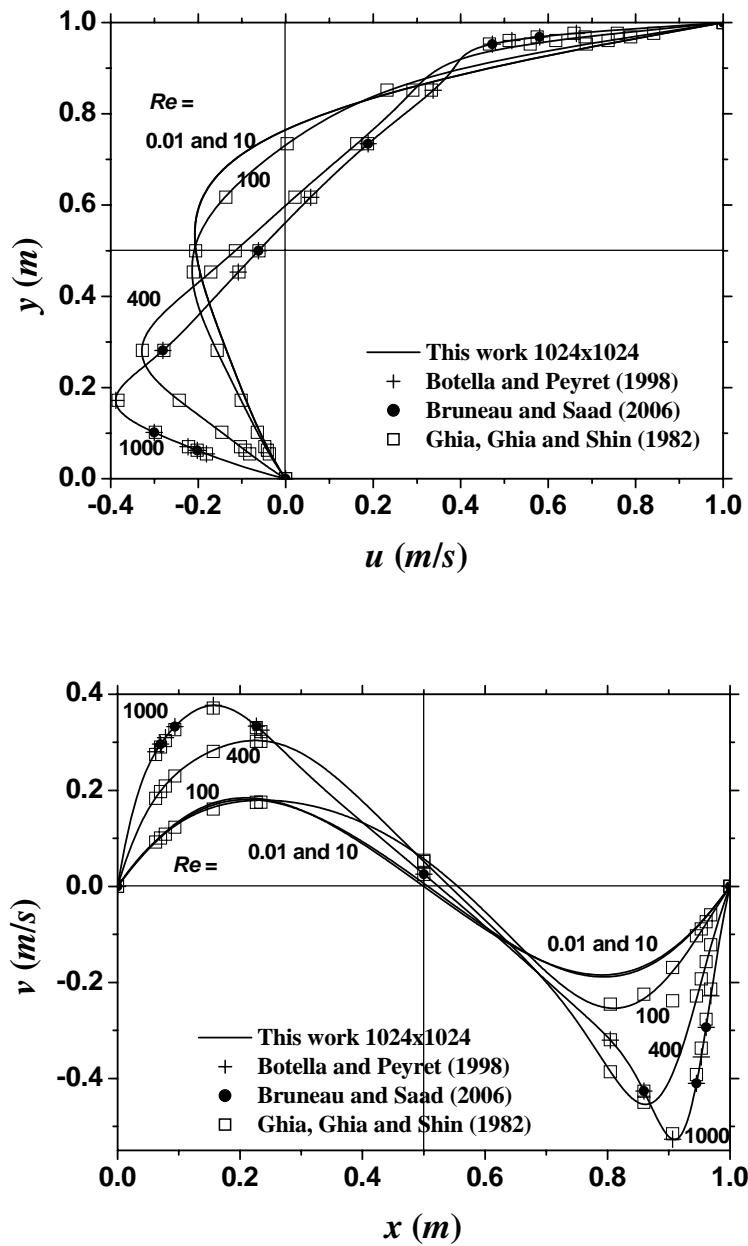 1.0
0.8
0.6
0.4
0.2
0.0
y (m)
Re =
0.01 and 10
100
400
1000
This work 1024x1024
Botella and Peyret (1998)
Bruneau and Saad (2006)
Ghia, Ghia and Shin (1982)
-0.4 -0.2 0.0 0.2 0.4 0.6 0.8 1.0
u (m/s)
0.4
0.2
0.0
-0.2
-0.4
v (m/s)
1000
400
100
Re =
0.01 and 10
0.01 and 10
100
400
1000
This work 1024x1024
Botella and Peyret (1998)
Bruneau and Saad (2006)
Ghia, Ghia and Shin (1982)
0.0 0.2 0.4 0.6 0.8 1.0
x (m)